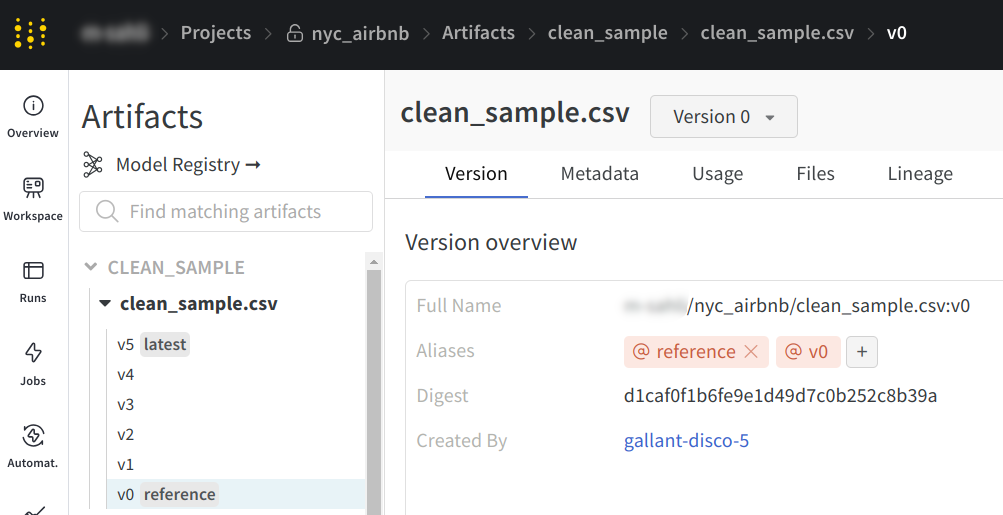 Projects > nyc_airbnb > Artifacts > clean_sample > clean_sample.csv > v0
Overview
Workspace
Runs
Jobs
Automat.
Artifacts
Model Registry →
Find matching artifacts
CLEAN_SAMPLE
clean_sample.csv
v5 latest
v4
v3
v2
v1
v0 reference
clean_sample.csv
Version 0
Version Metadata Usage Files Lineage
Version overview
Full Name /nyc_airbnb/clean_sample.csv:v0
Aliases @ reference × @ v0 +
Digest d1caf0f1b6fe9e1d49d7c0b252c8b39a
Created By gallant-disco-5